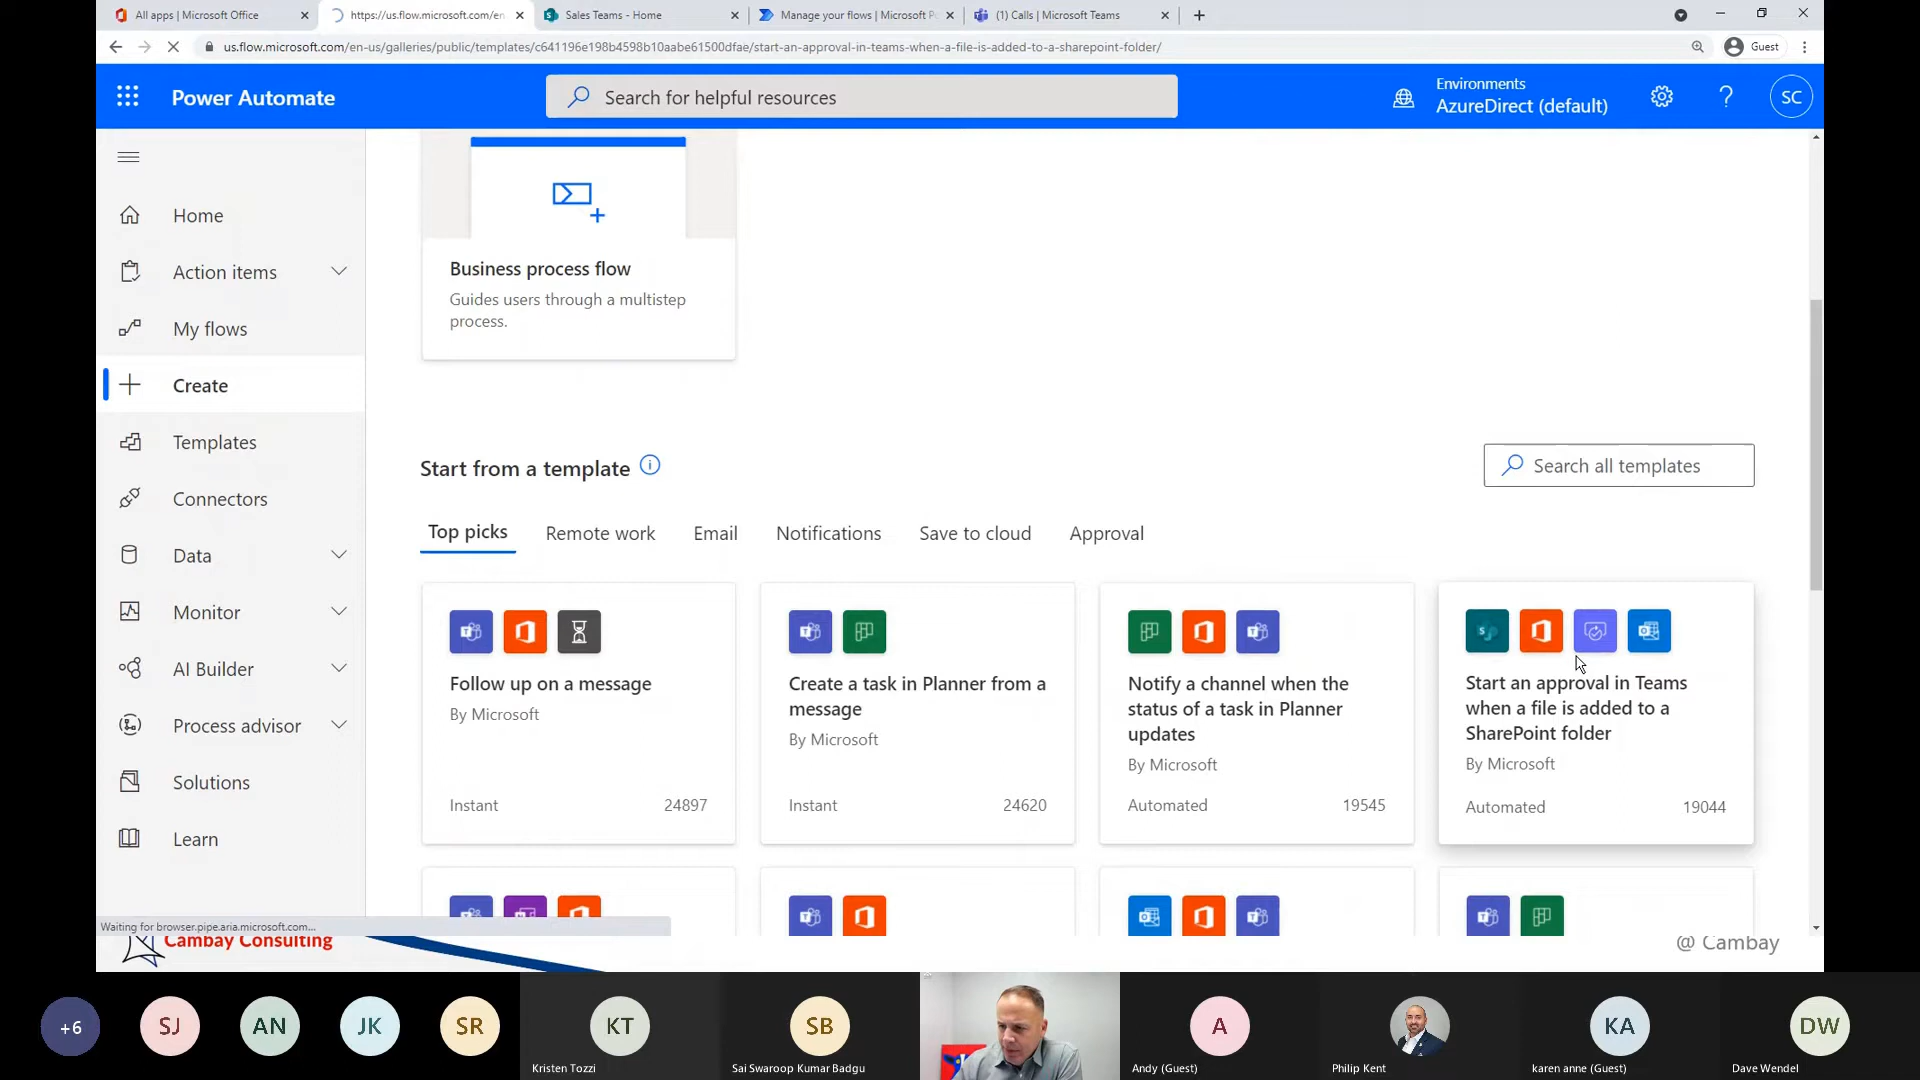 All apps | Microsoft Office
https://us.flow.microsoft.com/en
Sales Teams - Home
Manage your flows | Microsoft P
(1) Calls | Microsoft Teams
us.flow.microsoft.com/en-us/galleries/public/templates/c641196e198b4598b10aabe61500dfae/start-an-approval-in-teams-when-a-file-is-added-to-a-sharepoint-folder/
Guest
Power Automate
Search for helpful resources
Environments
AzureDirect (default)
?
SC
Home
Action items
My flows
Create
Templates
Connectors
Data
Monitor
AI Builder
Process advisor
Solutions
Learn
Business process flow
Guides users through a multistep
process.
Start from a template
Search all templates
Top picks
Remote work
Email
Notifications
Save to cloud
Approval
Follow up on a message
By Microsoft
Instant
24897
Create a task in Planner from a
message
By Microsoft
Instant
24620
Notify a channel when the
status of a task in Planner
updates
By Microsoft
Automated
19545
Start an approval in Teams
when a file is added to a
SharePoint folder
By Microsoft
Automated
19044
Waiting for browser.pipe.aria.microsoft.com...
Cambay Consulting
@ Cambay
+6
SJ
AN
JK
SR
KT
Kristen Tozzi
SB
Sai Swaroop Kumar Badgu
A
Andy (Guest)
Philip Kent
KA
karen anne (Guest)
DW
Dave Wendel